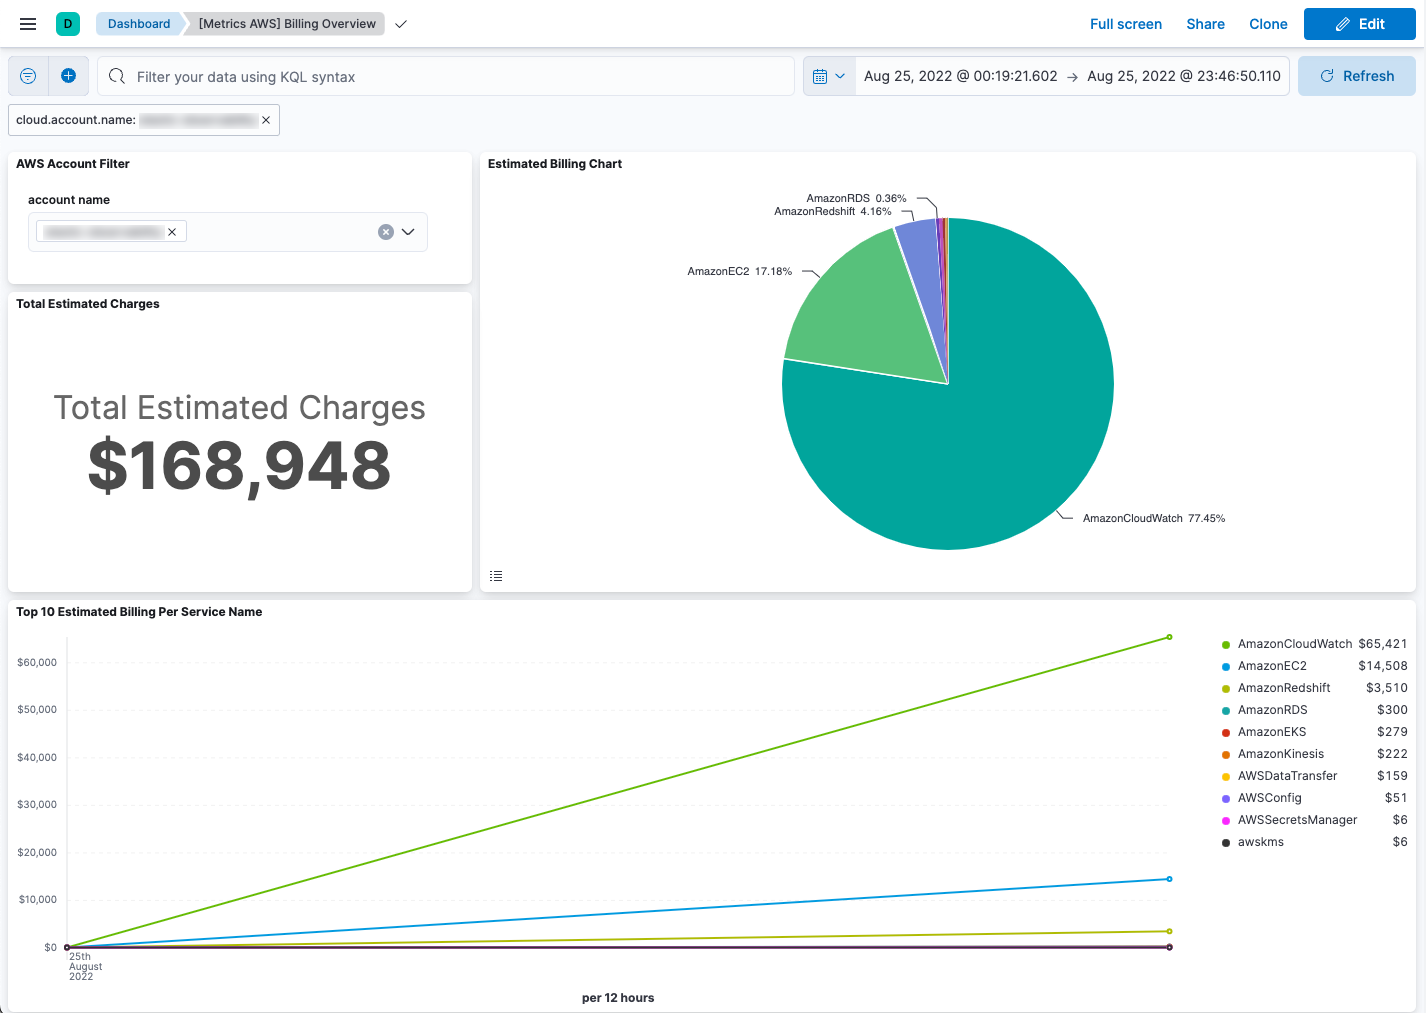 D Dashboard [Metrics AWS] Billing Overview Full screen Share Clone Edit
Filter your data using KQL syntax Aug 25, 2022 @ 00:19:21.602 → Aug 25, 2022 @ 23:46:50.110 Refresh
cloud.account.name:
AWS Account Filter
account name
Total Estimated Charges
Total Estimated Charges
$168,948
Estimated Billing Chart
AmazonRDS 0.36%
AmazonRedshift 4.16%
AmazonEC2 17.18%
AmazonCloudWatch 77.45%
Top 10 Estimated Billing Per Service Name
$60,000
$50,000
$40,000
$30,000
$20,000
$10,000
$0
25th
August
2022
per 12 hours
AmazonCloudWatch $65,421
AmazonEC2 $14,508
AmazonRedshift $3,510
AmazonRDS $300
AmazonEKS $279
AmazonKinesis $222
AWSDataTransfer $159
AWSConfig $51
AWSSecretsManager $6
awskms $6